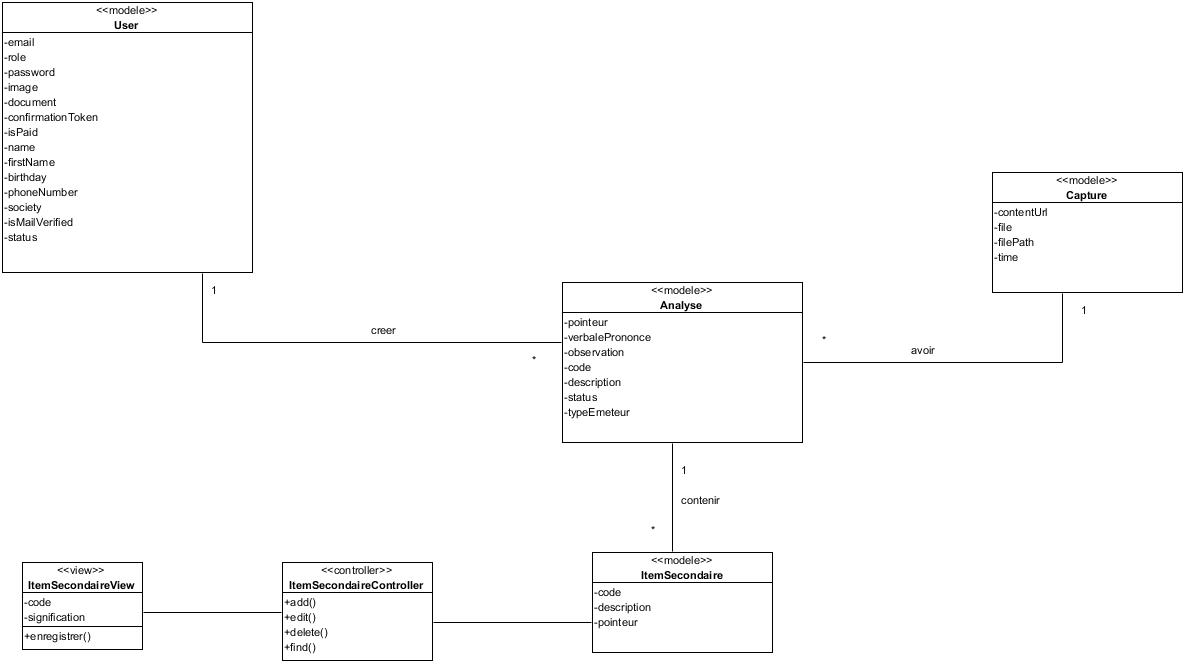 <<modele>>
User
-email
-role
-password
-image
-document
-confirmationToken
-isPaid
-name
-firstName
-birthday
-phoneNumber
-society
-isMailVerified
-status
1
creer
*
<<modele>>
Capture
-contentUrl
-file
-filePath
-time
1
*
avoir
<<modele>>
Analyse
-pointeur
-verbalePrononce
-observation
-code
-description
-status
-typeEmeteur
1
contenir
*
<<view>>
ItemSecondaireView
-code
-signification
+enregistrer()
<<controller>>
ItemSecondaireController
+add()
+edit()
+delete()
+find()
<<modele>>
ItemSecondaire
-code
-description
-pointeur